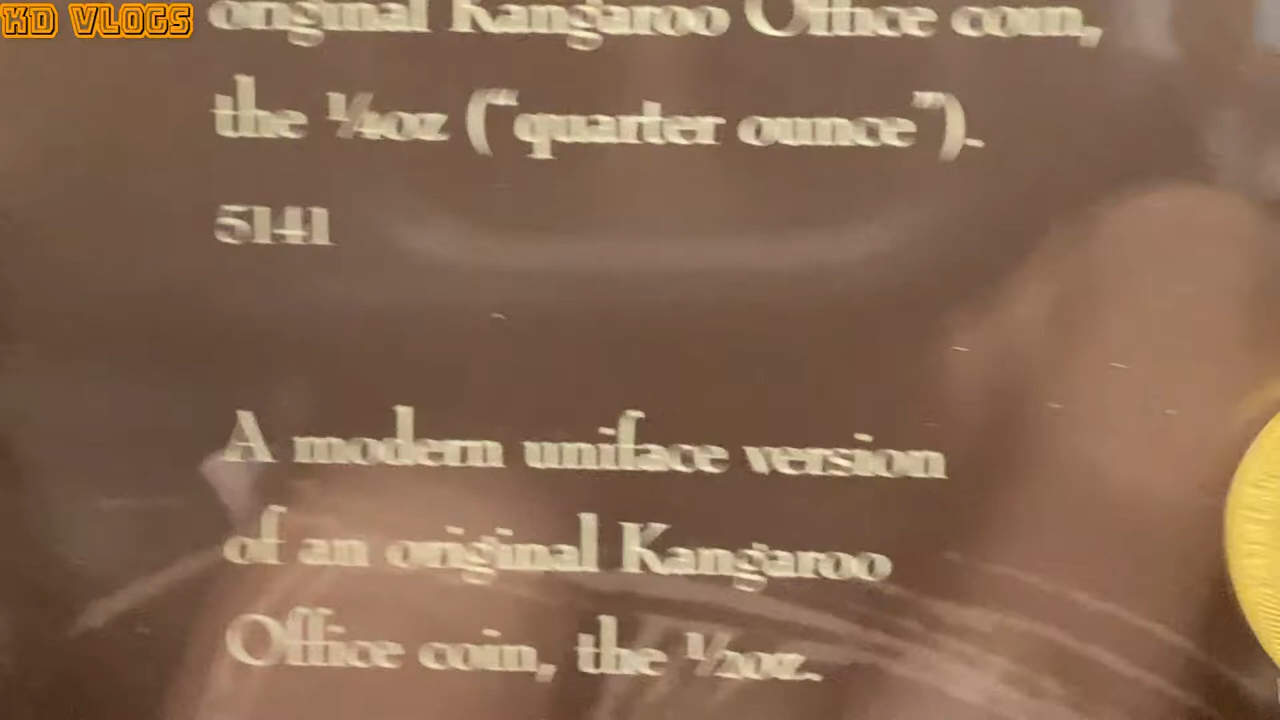 KD VLOGS
original Kangaroo Office coin,
the ¼oz ("quarter ounce").
5141
A modern uniface version
of an original Kangaroo
Office coin, the ½oz.